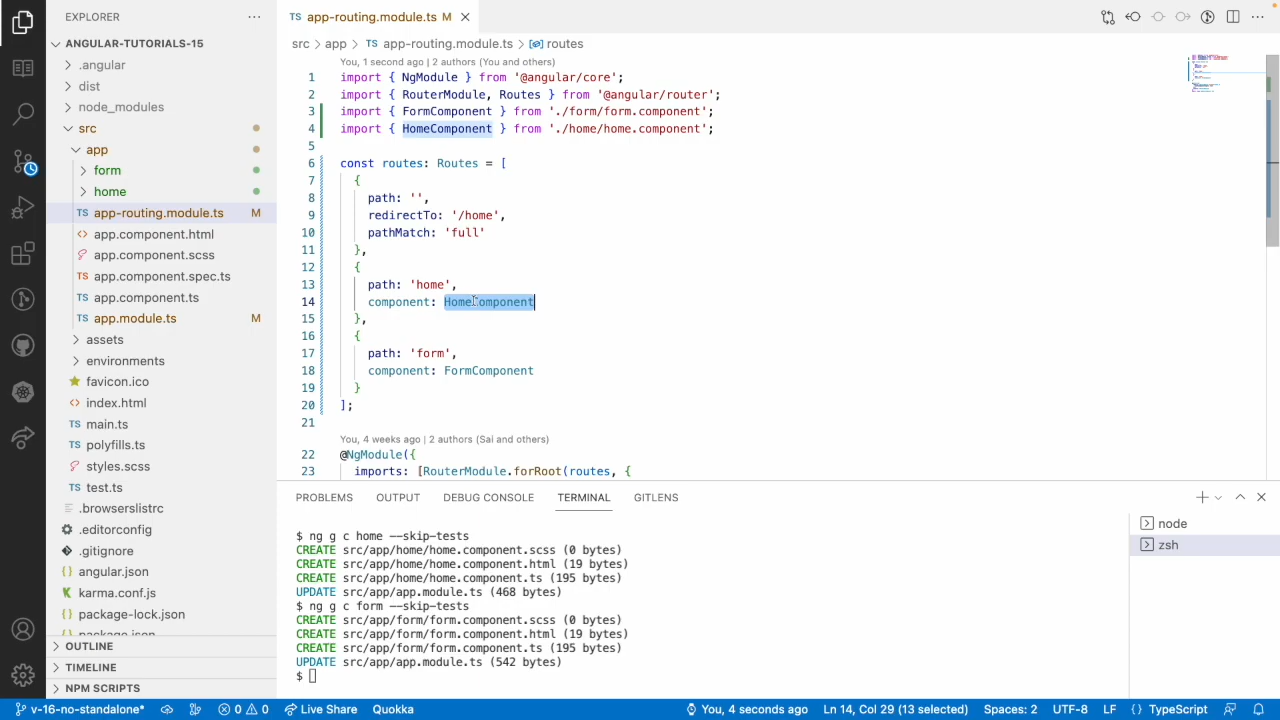 EXPLORER
ANGULAR-TUTORIALS-15
.angular
dist
node_modules
src
app
form
home
TS app-routing.module.ts M
<> app.component.html
app.component.scss
TS app.component.spec.ts
TS app.component.ts
TS app.module.ts M
assets
environments
favicon.ico
<> index.html
TS main.ts
TS polyfills.ts
styles.scss
TS test.ts
.browserslistrc
.editorconfig
.gitignore
{} angular.json
karma.conf.js
{} package-lock.json
{} package.json
OUTLINE
TIMELINE
NPM SCRIPTS
TS app-routing.module.ts M
src > app > TS app-routing.module.ts > routes
You, 1 second ago | 2 authors (You and others)
1 import { NgModule } from '@angular/core';
2 import { RouterModule, Routes } from '@angular/router';
3 import { FormComponent } from './form/form.component';
4 import { HomeComponent } from './home/home.component';
5
6 const routes: Routes = [
7 {
8 path: '',
9 redirectTo: '/home',
10 pathMatch: 'full'
11 },
12 {
13 path: 'home',
14 component: HomeComponent
15 },
16 {
17 path: 'form',
18 component: FormComponent
19 }
20 ];
21
You, 4 weeks ago | 2 authors (Sai and others)
22 @NgModule({
23 imports: [RouterModule.forRoot(routes, {
PROBLEMS OUTPUT DEBUG CONSOLE TERMINAL GITLENS
$ ng g c home --skip-tests
CREATE src/app/home/home.component.scss (0 bytes)
CREATE src/app/home/home.component.html (19 bytes)
CREATE src/app/home/home.component.ts (195 bytes)
UPDATE src/app/app.module.ts (468 bytes)
$ ng g c form --skip-tests
CREATE src/app/form/form.component.scss (0 bytes)
CREATE src/app/form/form.component.html (19 bytes)
CREATE src/app/form/form.component.ts (195 bytes)
UPDATE src/app/app.module.ts (542 bytes)
$
node
zsh
v-16-no-standalone* 0 0 Live Share Quokka You, 4 seconds ago Ln 14, Col 29 (13 selected) Spaces: 2 UTF-8 LF {} TypeScript